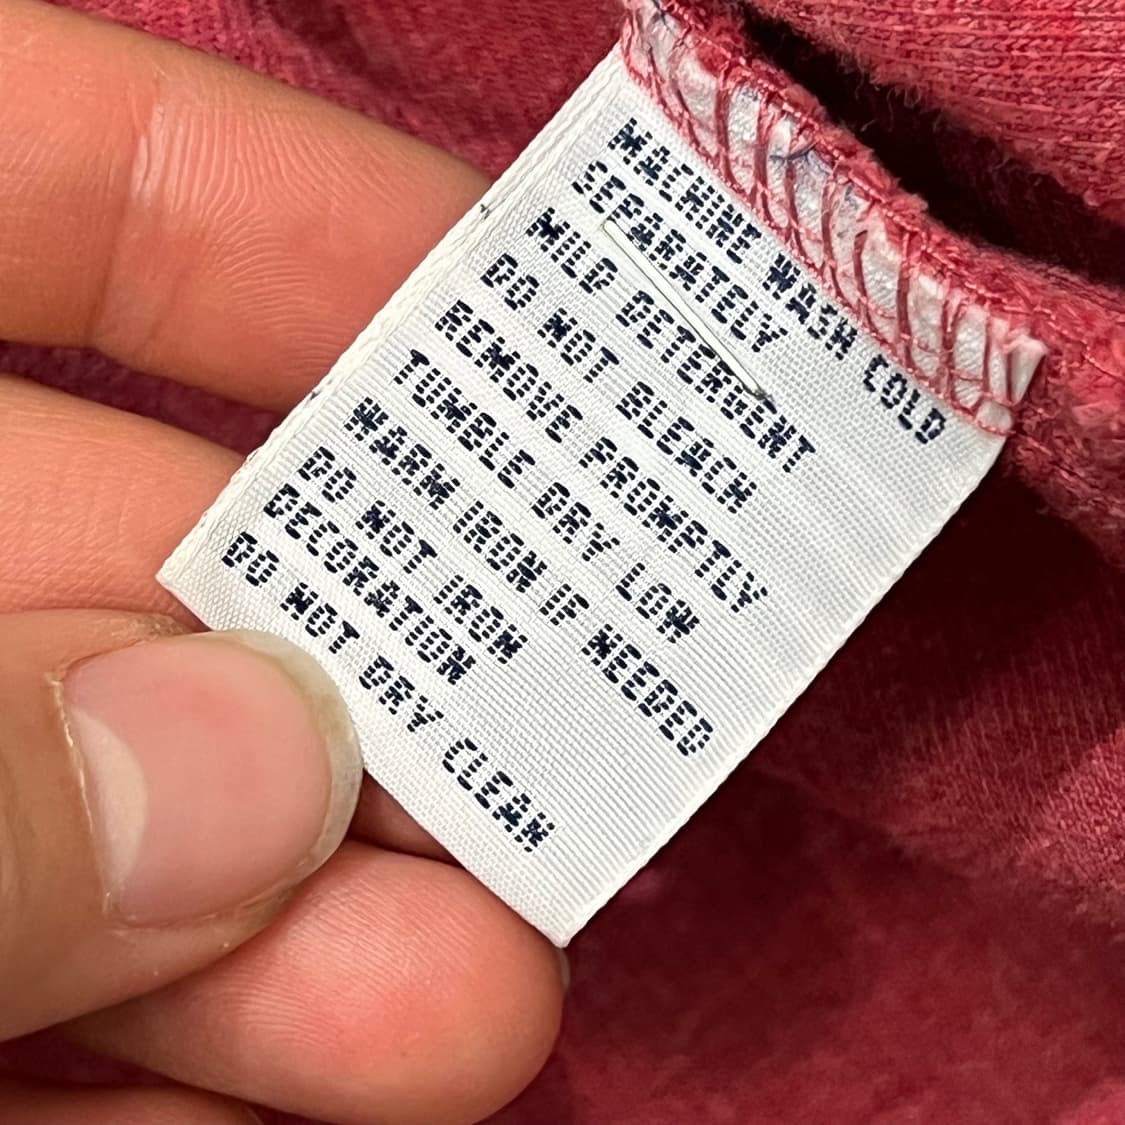 MACHINE WASH COLD
SEPARATELY
MILD DETERGENT
DO NOT BLEACH
REMOVE PROMPTLY
TUMBLE DRY LOW
WARM IRON IF NEEDED
DO NOT IRON
DECORATION
DO NOT DRY CLEAN